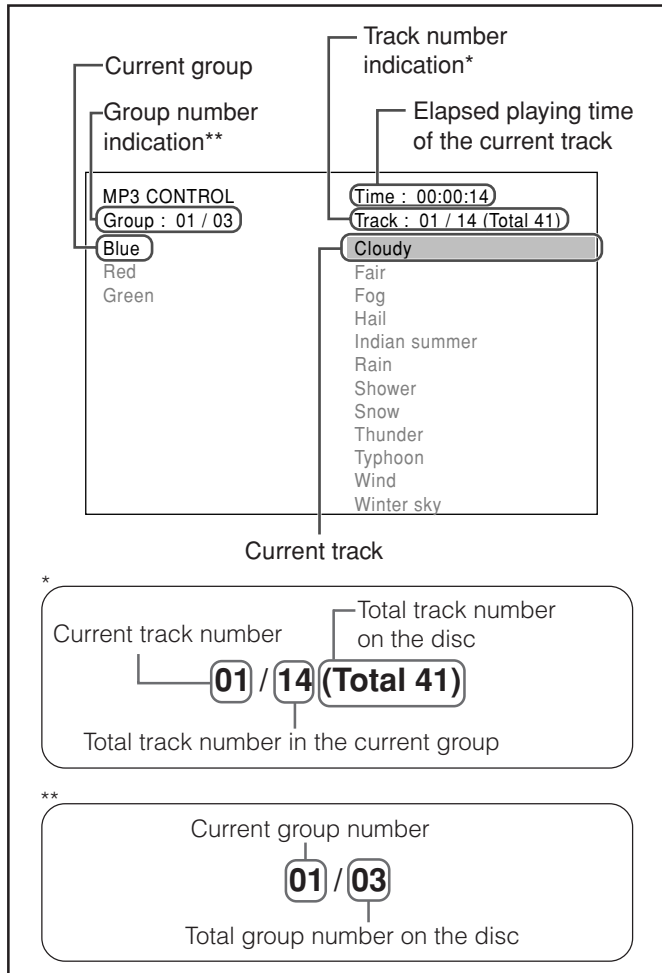 Track number
indication*
Current group
Group number
indication**
Elapsed playing time
of the current track
MP3 CONTROL
Group : 01 / 03
Blue
Red
Green
Time : 00:00:14
Track : 01 / 14 (Total 41)
Cloudy
Fair
Fog
Hail
Indian summer
Rain
Shower
Snow
Thunder
Typhoon
Wind
Winter sky
Current track
*
Total track number
on the disc
Current track number
01 / 14 (Total 41)
Total track number in the current group
**
Current group number
01 / 03
Total group number on the disc